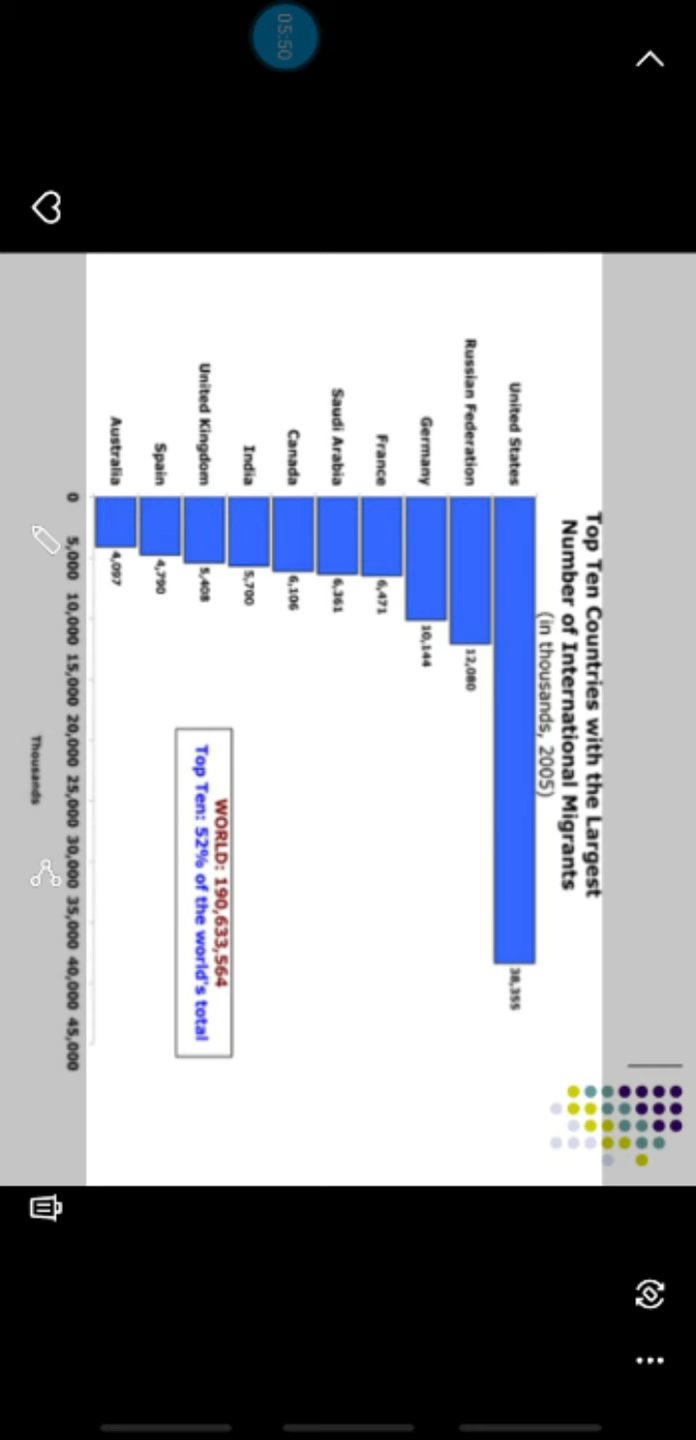 05:50
Top Ten Countries with the Largest
Number of International Migrants
(in thousands, 2005)
United States 38,355
Russian Federation 12,080
Germany 10,144
France 6,471
Saudi Arabia 6,361
Canada 6,106
India 5,700
United Kingdom 5,408
Spain 4,790
Australia 4,097
WORLD: 190,633,564
Top Ten: 52% of the world's total
0 5,000 10,000 15,000 20,000 25,000 30,000 35,000 40,000 45,000
Thousands